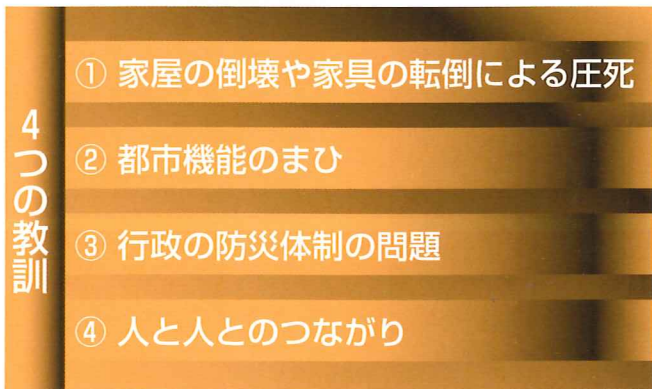 4つの教訓
① 家屋の倒壊や家具の転倒による圧死
② 都市機能のまひ
③ 行政の防災体制の問題
④ 人と人とのつながり